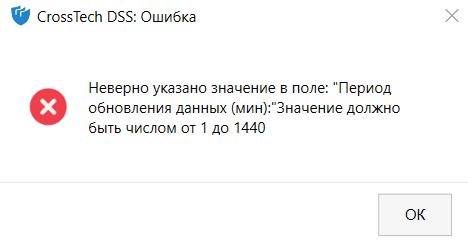 CrossTech DSS: Ошибка
Неверно указано значение в поле: "Период
обновления данных (мин):"Значение должно
быть числом от 1 до 1440
ОК